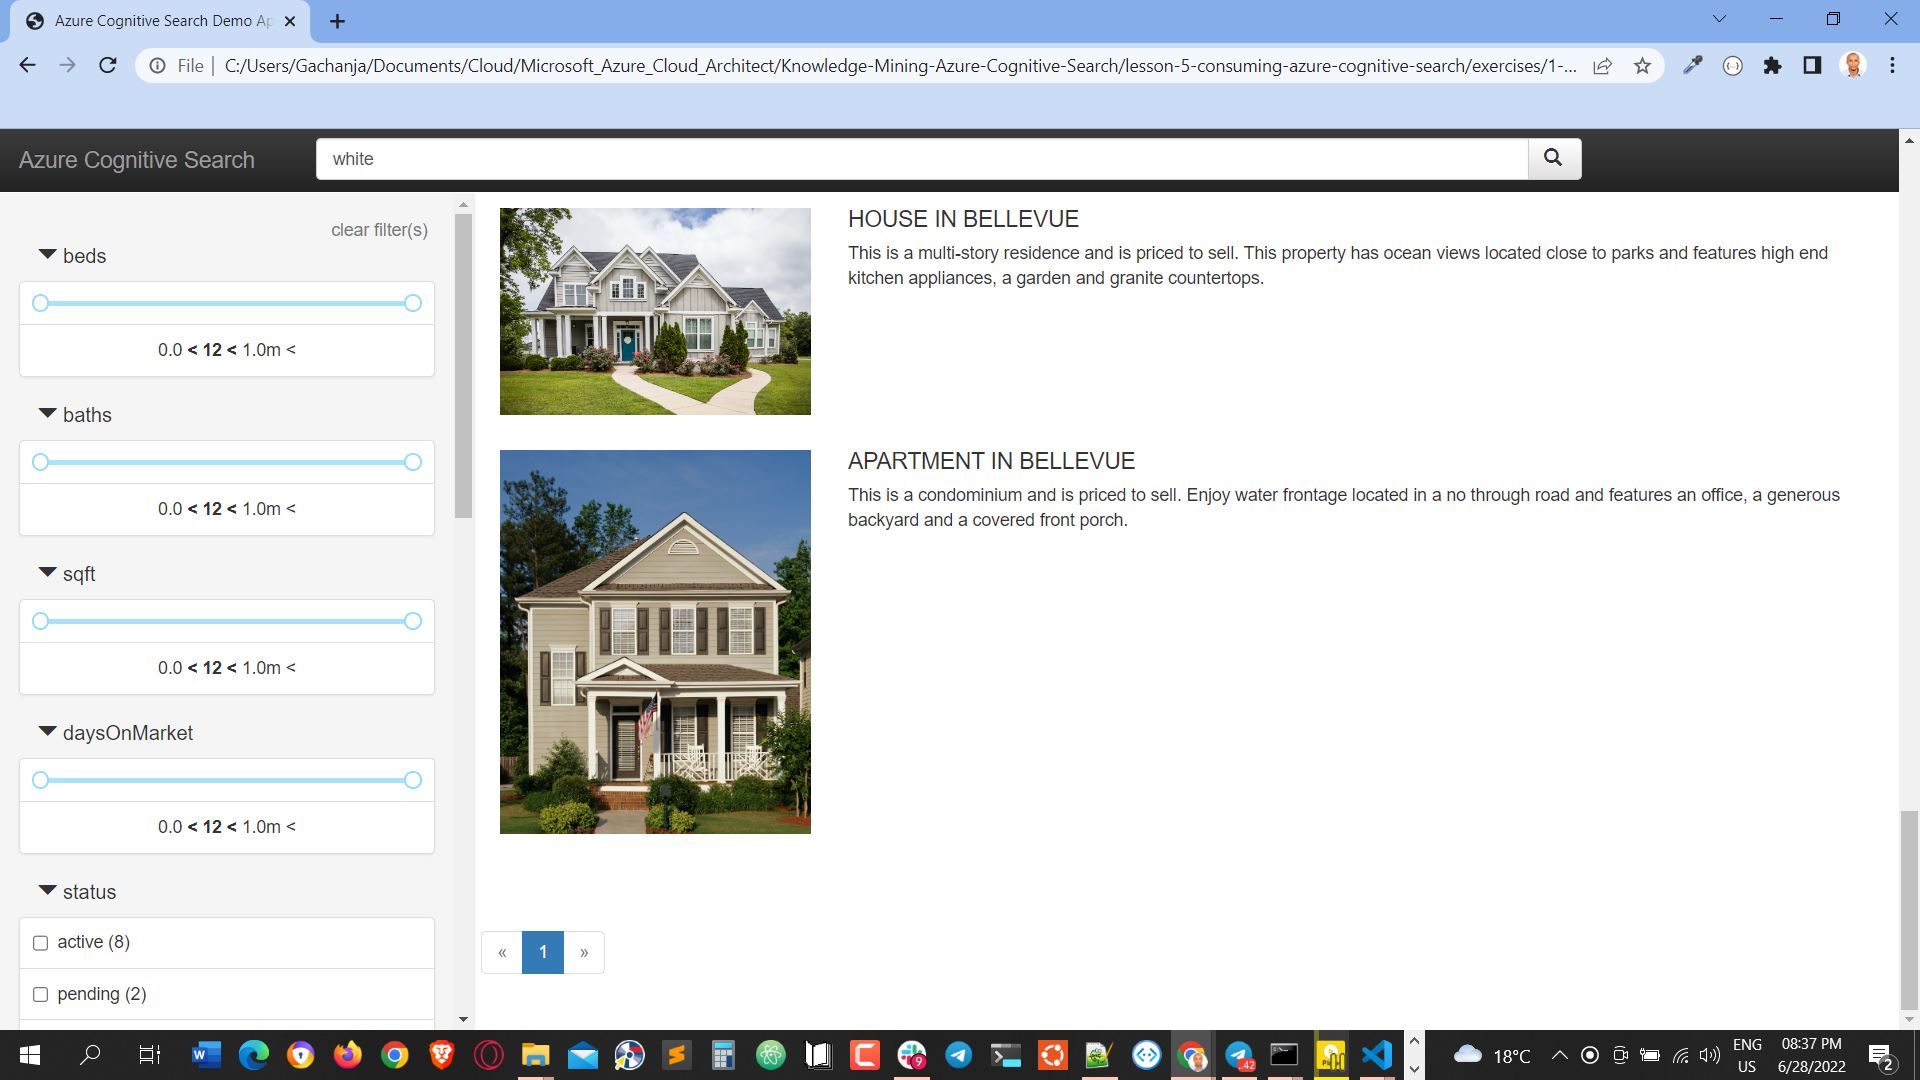 Azure Cognitive Search Demo Ap
File
C:/Users/Gachanja/Documents/Cloud/Microsoft_Azure_Cloud_Architect/Knowledge-Mining-Azure-Cognitive-Search/lesson-5-consuming-azure-cognitive-search/exercises/1-...
Azure Cognitive Search
white
clear filter(s)
beds
0.0 < 12 < 1.0m <
baths
0.0 < 12 < 1.0m <
sqft
0.0 < 12 < 1.0m <
daysOnMarket
0.0 < 12 < 1.0m <
status
active (8)
pending (2)
HOUSE IN BELLEVUE
This is a multi-story residence and is priced to sell. This property has ocean views located close to parks and features high end
kitchen appliances, a garden and granite countertops.
APARTMENT IN BELLEVUE
This is a condominium and is priced to sell. Enjoy water frontage located in a no through road and features an office, a generous
backyard and a covered front porch.
« 1 »
9
42
18°C
ENG
US
08:37 PM
6/28/2022
2